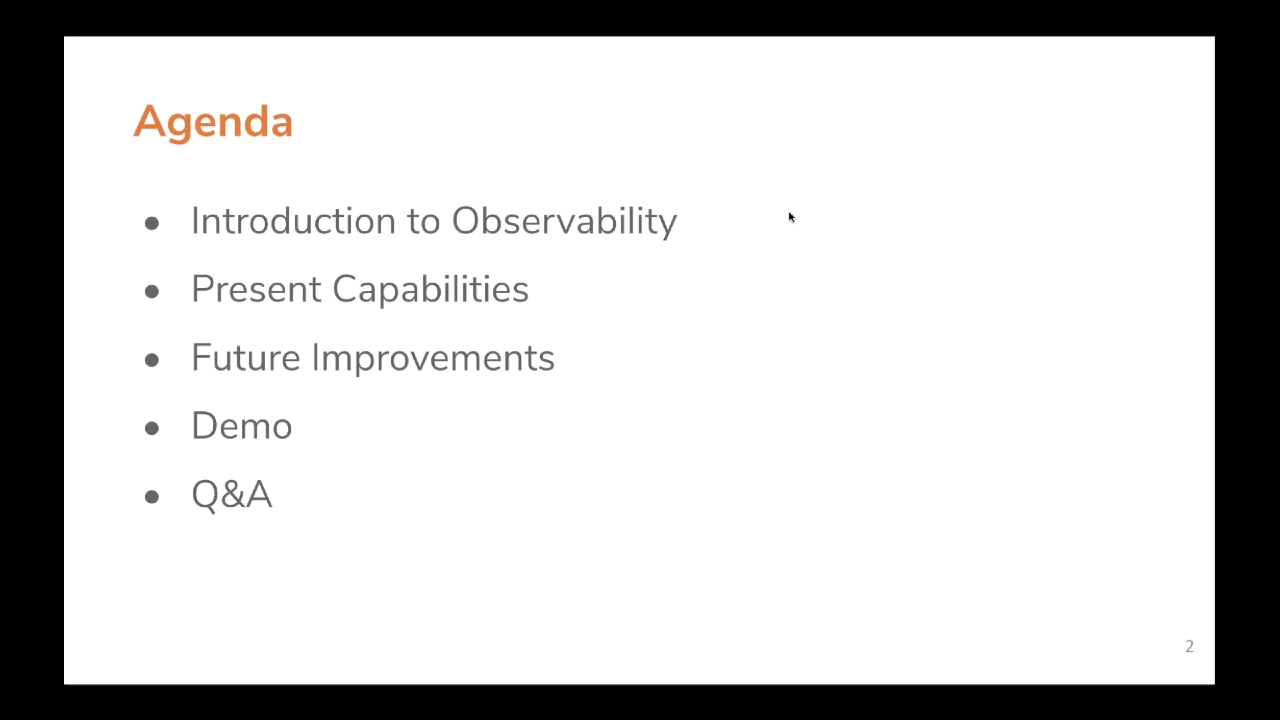 Agenda
● Introduction to Observability
● Present Capabilities
● Future Improvements
● Demo
● Q&A
2